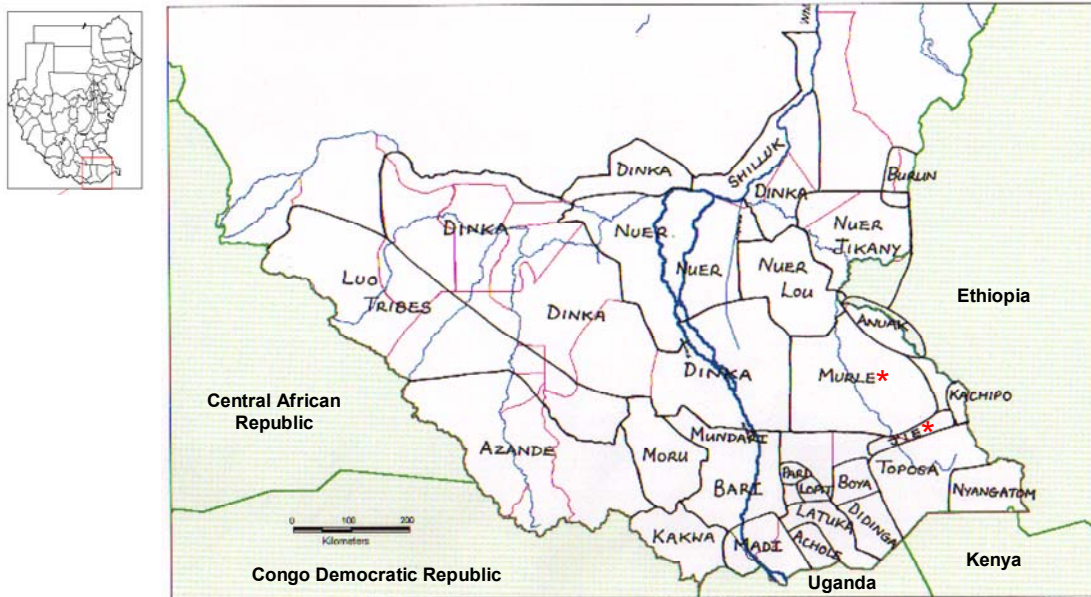 DINKA
SHILLUK
DINKA
BURUN
DINKA
NUER
NUER
JIKANY
LUO
TRIBES
NUER
NUER
LOU
Ethiopia
DINKA
ANUAK
DINKA
MURLE*
KACHIPO
Central African
Republic
JIE*
AZANDE
MORU
MUNDARI
BARI
PARI
LOPIT
BOYA
TOPOSA
NYANGATOM
LATUKA
DIDINGA
0 100 200
Kilometers
KAKWA
MADI
ACHOLE
Congo Democratic Republic
Uganda
Kenya